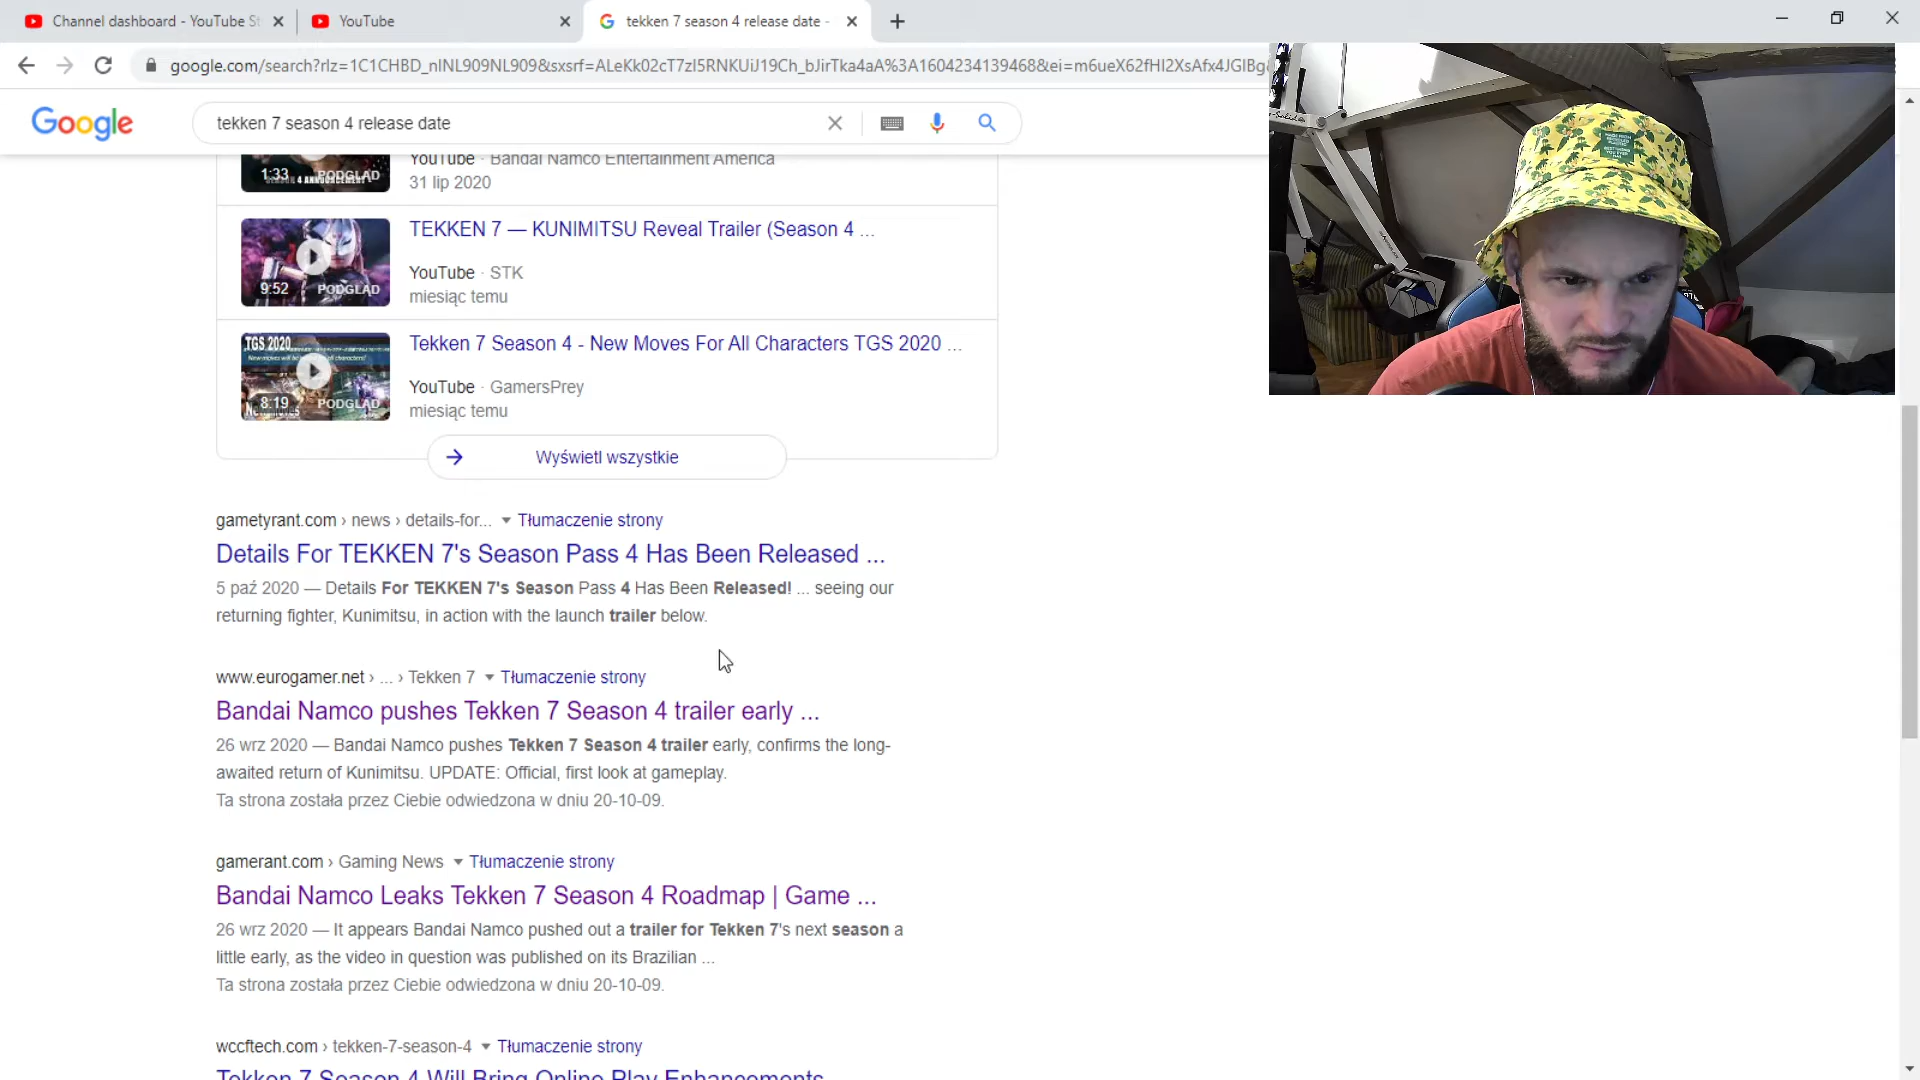 Channel dashboard - YouTube St
YouTube
tekken 7 season 4 release date -
google.com/search?rlz=1C1CHBD_nlNL909NL909&sxsrf=ALeKk02cT7zI5RNKUiJ19Ch_bJirTka4aA%3A1604234139468&ei=m6ueX62fHI2XsAfx4JGIBg
Google
tekken 7 season 4 release date
1:33 PODGLĄD
YouTube · Bandai Namco Entertainment America
31 lip 2020
TEKKEN 7 — KUNIMITSU Reveal Trailer (Season 4 ...
YouTube · STK
9:52 PODGLĄD
miesiąc temu
TGS 2020
Tekken 7 Season 4 - New Moves For All Characters TGS 2020 ...
YouTube · GamersPrey
8:19 PODGLĄD
miesiąc temu
Wyświetl wszystkie
gametyrant.com › news › details-for... Tłumaczenie strony
Details For TEKKEN 7's Season Pass 4 Has Been Released ...
5 paź 2020 — Details For TEKKEN 7's Season Pass 4 Has Been Released! ... seeing our
returning fighter, Kunimitsu, in action with the launch trailer below.
www.eurogamer.net › ... › Tekken 7 Tłumaczenie strony
Bandai Namco pushes Tekken 7 Season 4 trailer early ...
26 wrz 2020 — Bandai Namco pushes Tekken 7 Season 4 trailer early, confirms the long-
awaited return of Kunimitsu. UPDATE: Official, first look at gameplay.
Ta strona została przez Ciebie odwiedzona w dniu 20-10-09.
gamerant.com › Gaming News Tłumaczenie strony
Bandai Namco Leaks Tekken 7 Season 4 Roadmap | Game ...
26 wrz 2020 — It appears Bandai Namco pushed out a trailer for Tekken 7's next season a
little early, as the video in question was published on its Brazilian ...
Ta strona została przez Ciebie odwiedzona w dniu 20-10-09.
wccftech.com › tekken-7-season-4 Tłumaczenie strony
Tekken 7 Season 4 Will Bring Online Play Enhancements